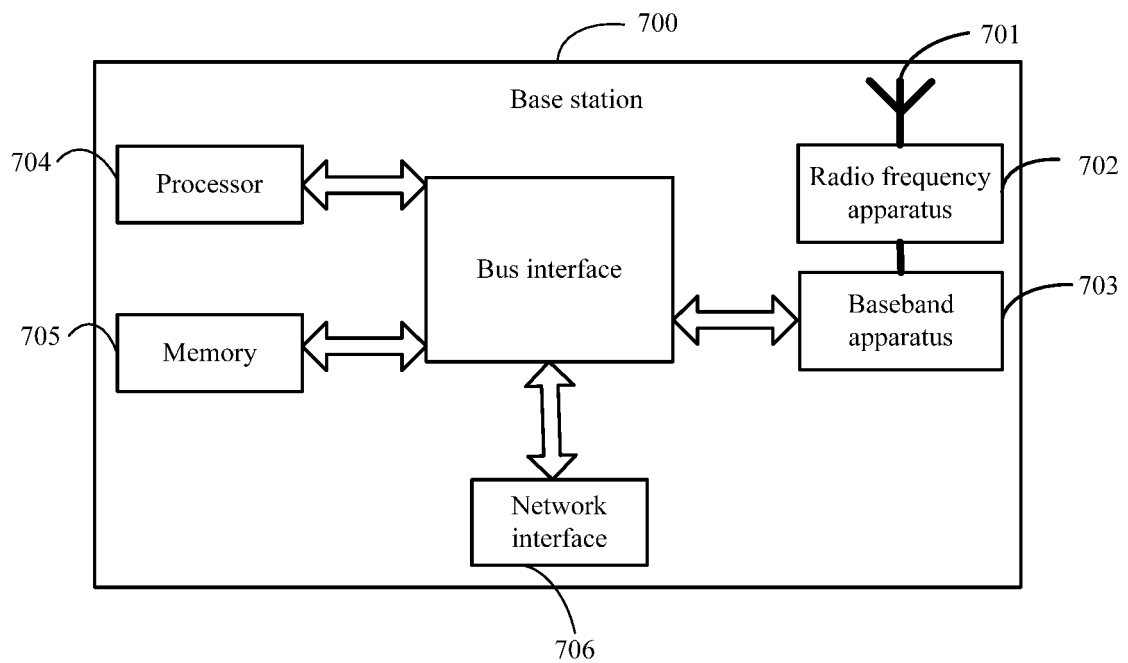 700
701
Base station
704
Processor
Radio frequency
apparatus
702
Bus interface
703
Baseband
apparatus
705
Memory
Network
interface
706